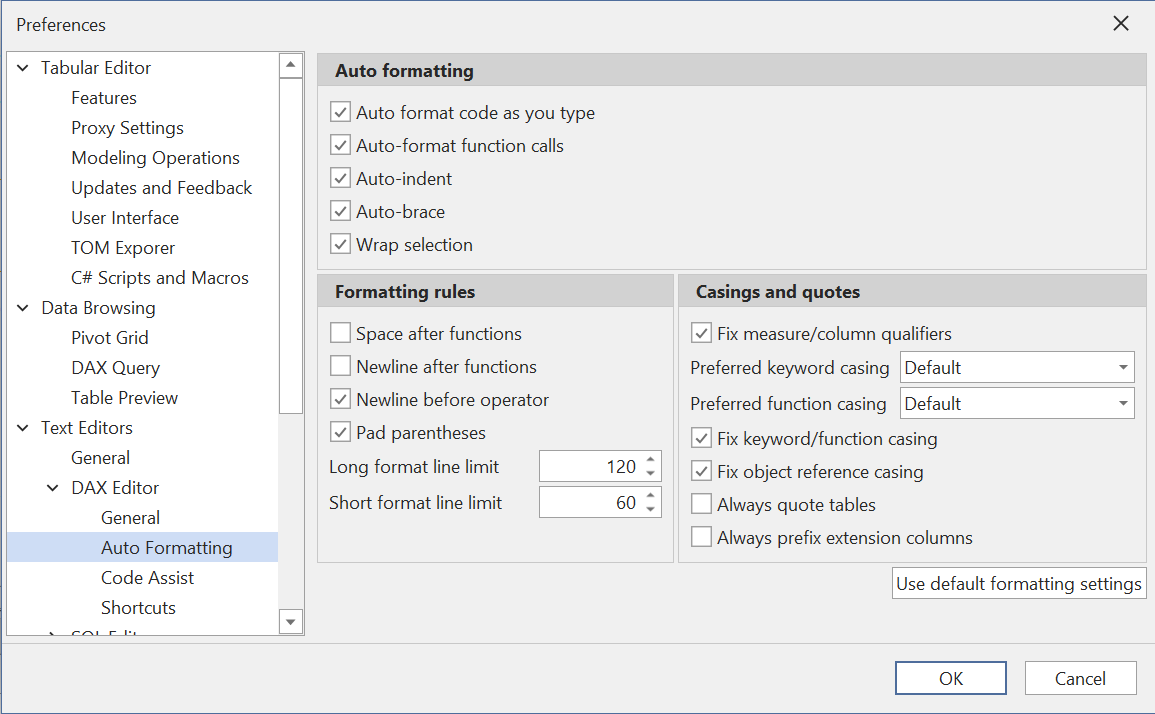 Preferences
Tabular Editor
Features
Proxy Settings
Modeling Operations
Updates and Feedback
User Interface
TOM Exporer
C# Scripts and Macros
Data Browsing
Pivot Grid
DAX Query
Table Preview
Text Editors
General
DAX Editor
General
Auto Formatting
Code Assist
Shortcuts
Auto formatting
Auto format code as you type
Auto-format function calls
Auto-indent
Auto-brace
Wrap selection
Formatting rules
Space after functions
Newline after functions
Newline before operator
Pad parentheses
Long format line limit 120
Short format line limit 60
Casings and quotes
Fix measure/column qualifiers
Preferred keyword casing Default
Preferred function casing Default
Fix keyword/function casing
Fix object reference casing
Always quote tables
Always prefix extension columns
Use default formatting settings
OK Cancel